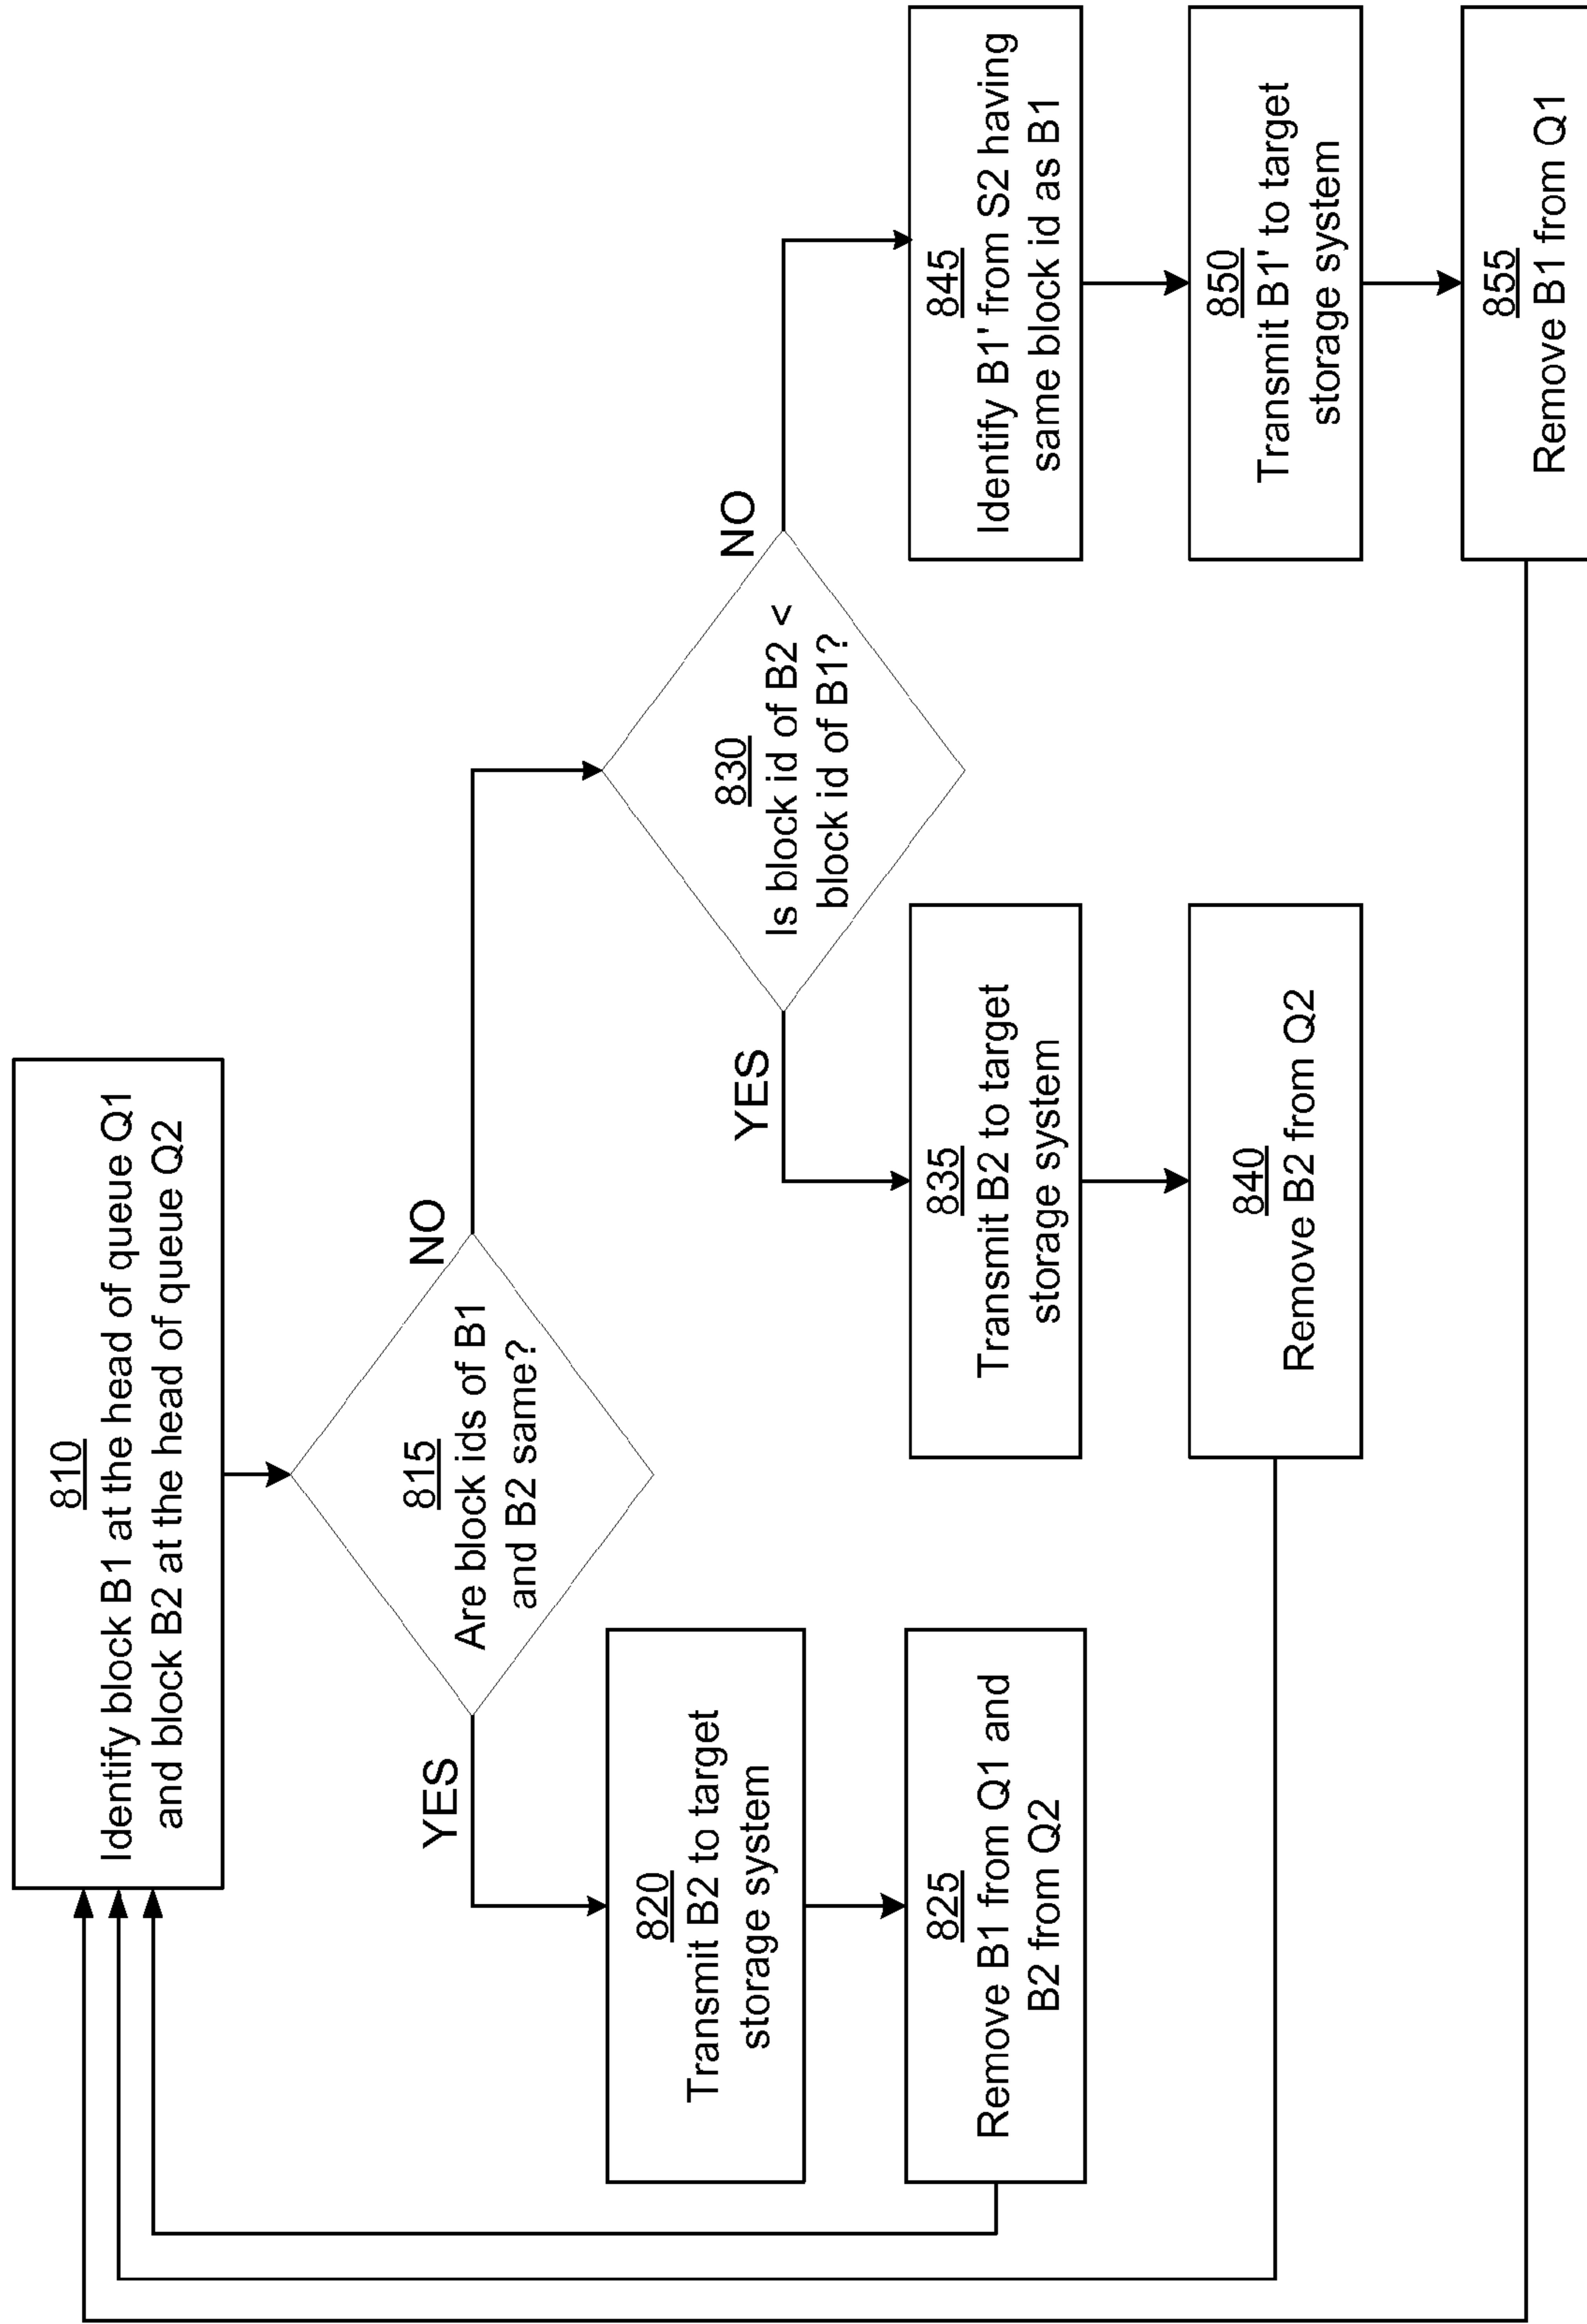 810
Identify block B1 at the head of queue Q1
and block B2 at the head of queue Q2
815
Are block ids of B1
and B2 same?
YES
NO
820
Transmit B2 to target
storage system
825
Remove B1 from Q1 and
B2 from Q2
830
Is block id of B2 <
block id of B1?
YES
NO
835
Transmit B2 to target
storage system
840
Remove B2 from Q2
845
Identify B1' from S2 having
same block id as B1
850
Transmit B1' to target
storage system
855
Remove B1 from Q1